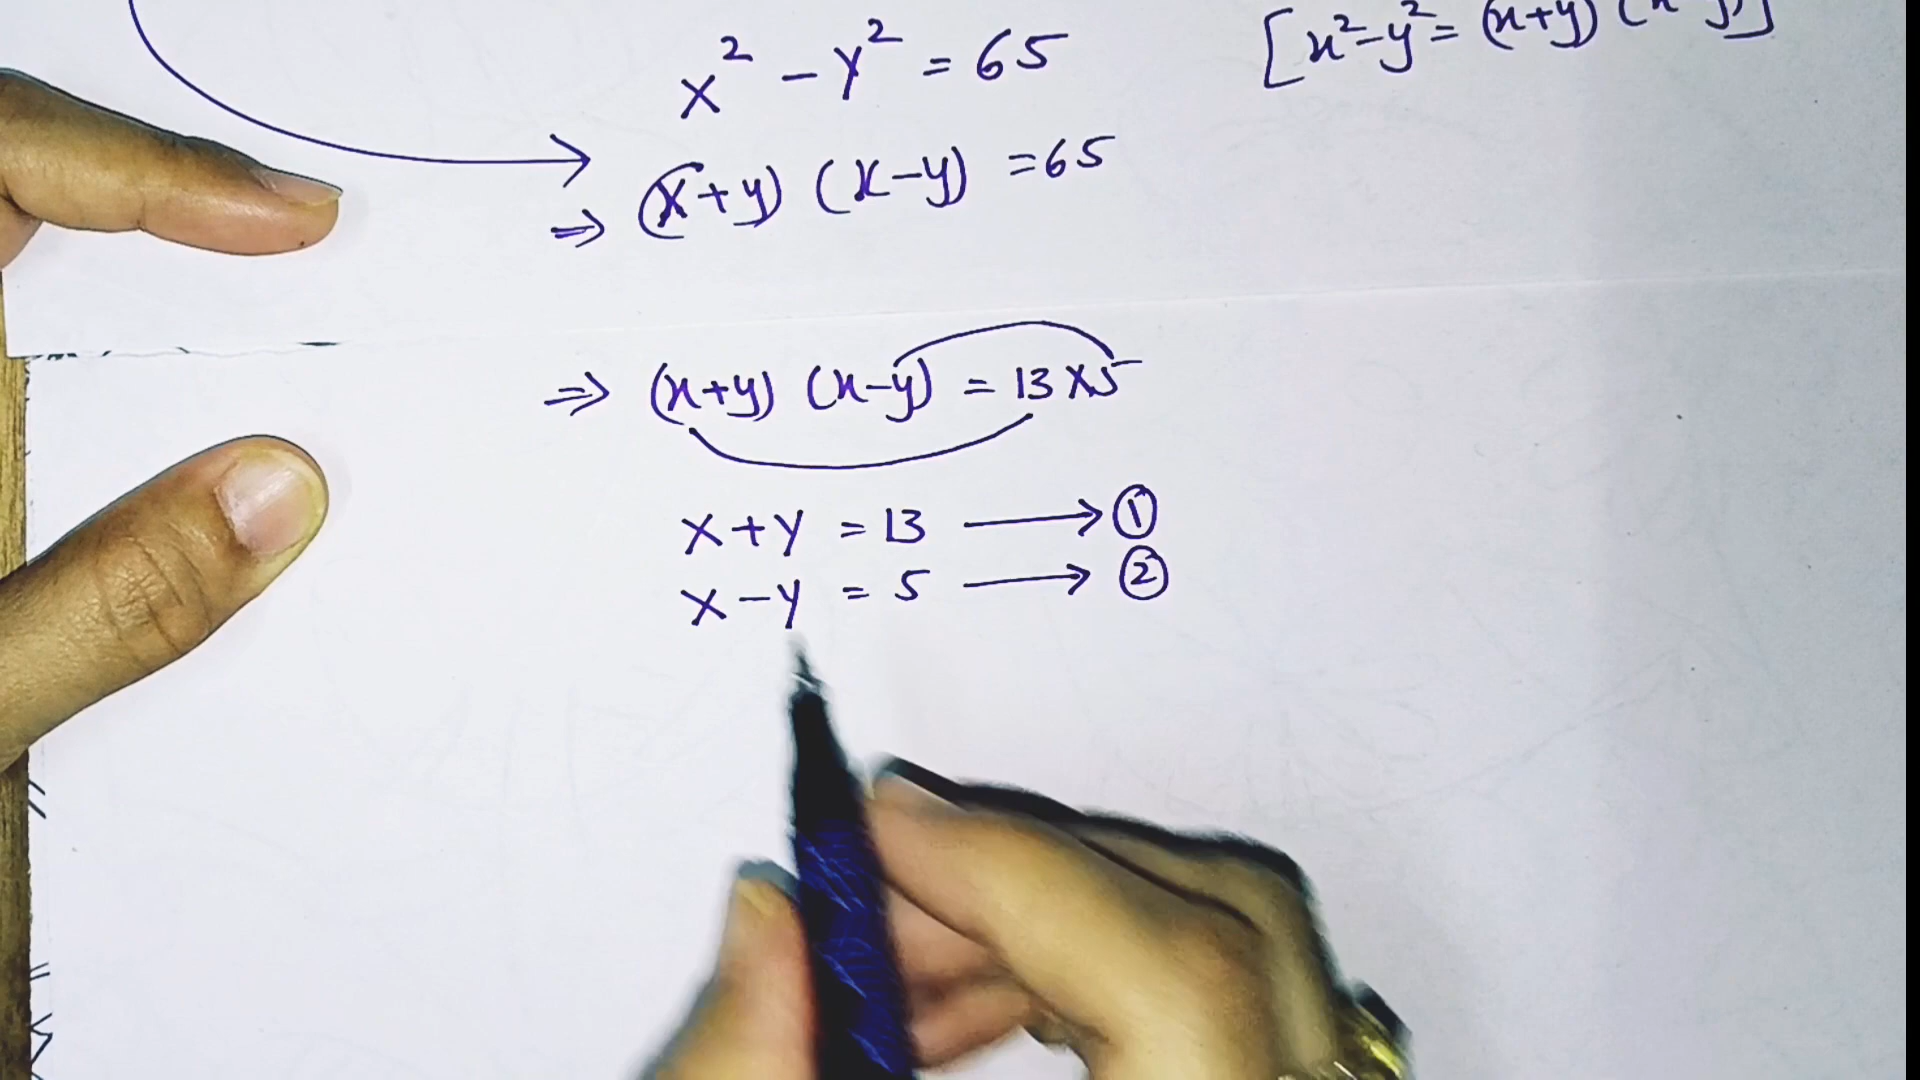 x² - y² = 65
[x² - y² = (x+y) (x-y)]
⇒ (x+y) (x-y) = 65
⇒ (x+y) (x-y) = 13 x 5
x + y = 13 → ①
x - y = 5 → ②